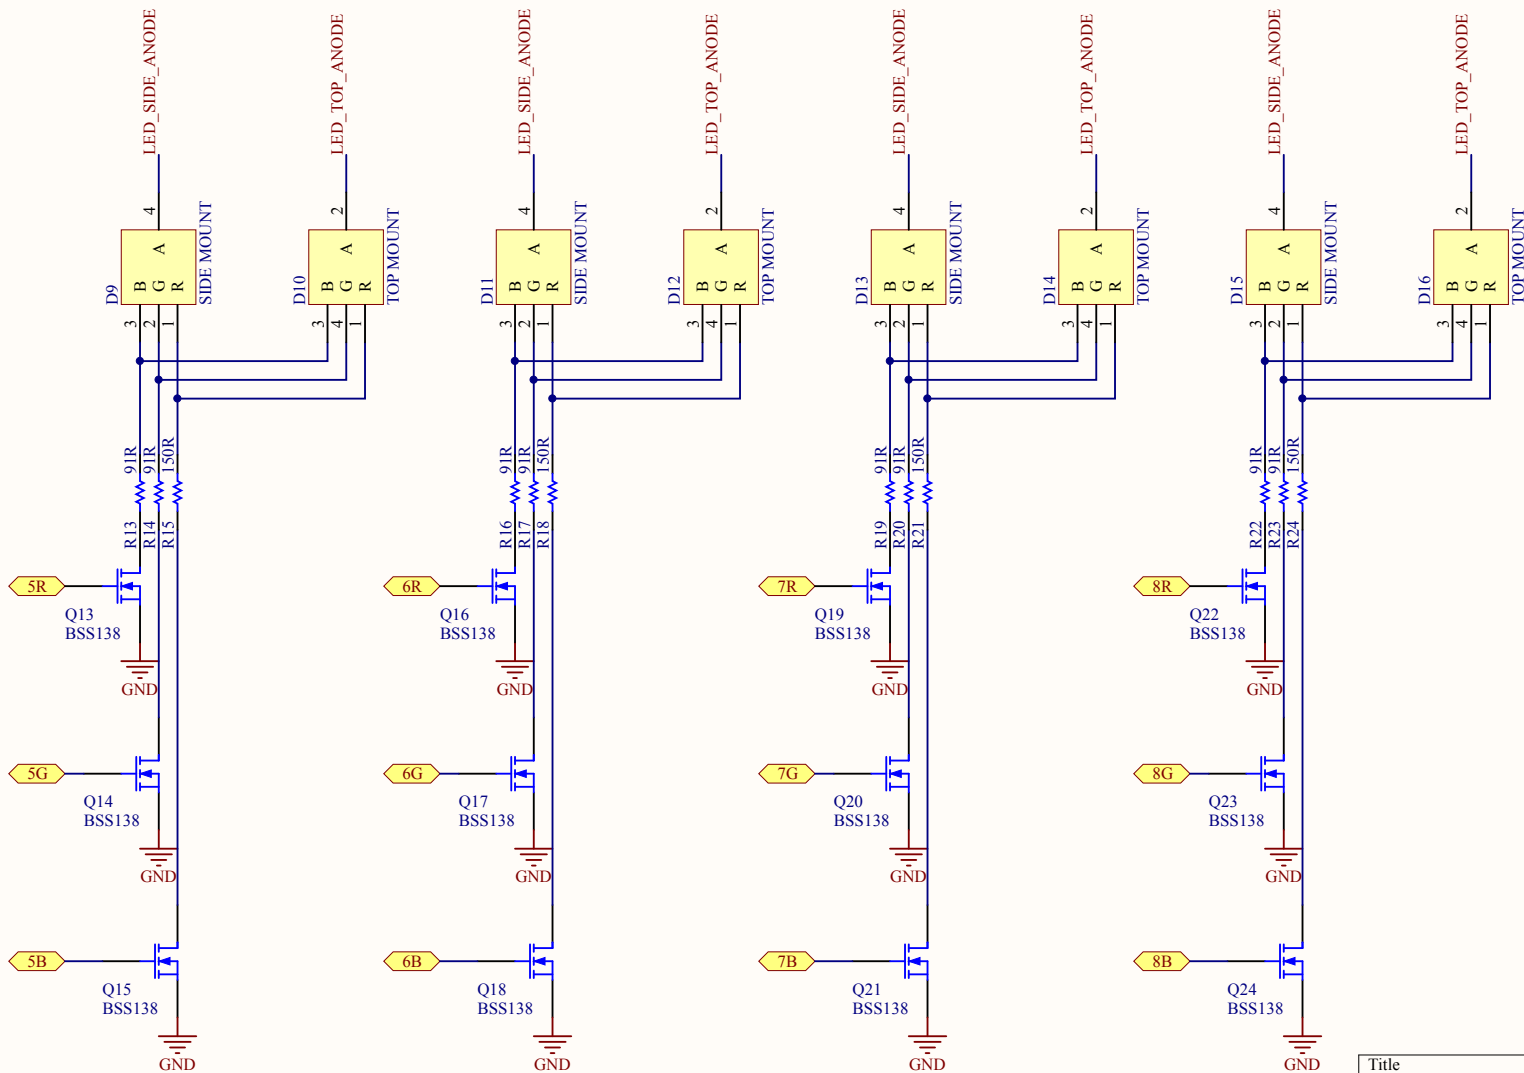 LED_SIDE_ANODE
LED_TOP_ANODE
LED_SIDE_ANODE
LED_TOP_ANODE
LED_SIDE_ANODE
LED_TOP_ANODE
LED_SIDE_ANODE
LED_TOP_ANODE
D9
4
A
B
G
R
3
2
1
SIDE MOUNT
D10
2
A
B
G
R
3
4
1
TOP MOUNT
D11
4
A
B
G
R
3
2
1
SIDE MOUNT
D12
2
A
B
G
R
3
4
1
TOP MOUNT
D13
4
A
B
G
R
3
2
1
SIDE MOUNT
D14
2
A
B
G
R
3
4
1
TOP MOUNT
D15
4
A
B
G
R
3
2
1
SIDE MOUNT
D16
2
A
B
G
R
3
4
1
TOP MOUNT
91R
91R
150R
91R
91R
150R
91R
91R
150R
91R
91R
150R
R13
R14
R15
R16
R17
R18
R19
R20
R21
R22
R23
R24
5R
Q13
BSS138
GND
6R
Q16
BSS138
GND
7R
Q19
BSS138
GND
8R
Q22
BSS138
GND
5G
Q14
BSS138
GND
6G
Q17
BSS138
GND
7G
Q20
BSS138
GND
8G
Q23
BSS138
GND
5B
Q15
BSS138
GND
6B
Q18
BSS138
GND
7B
Q21
BSS138
GND
8B
Q24
BSS138
GND
Title